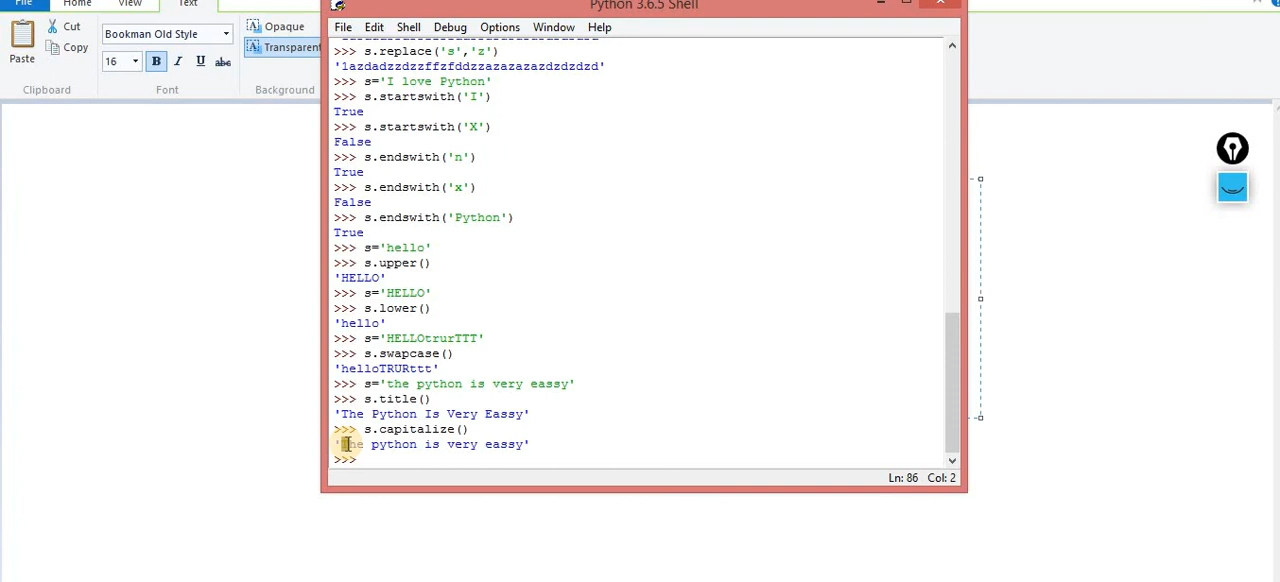 File Home View Text
Python 3.6.5 Shell
Paste
Cut
Copy
Clipboard
Bookman Old Style
16 B I U abc
Font
Opaque
Transparent
Background
File Edit Shell Debug Options Window Help
>>> s.replace('s','z')
'1azdadzzdzzffzfddzzazazazazdzdzdzd'
>>> s='I love Python'
>>> s.startswith('I')
True
>>> s.startswith('X')
False
>>> s.endswith('n')
True
>>> s.endswith('x')
False
>>> s.endswith('Python')
True
>>> s='hello'
>>> s.upper()
'HELLO'
>>> s='HELLO'
>>> s.lower()
'hello'
>>> s='HELLOtrurTTT'
>>> s.swapcase()
'helloTRURttt'
>>> s='the python is very eassy'
>>> s.title()
'The Python Is Very Eassy'
>>> s.capitalize()
'The python is very eassy'
>>>
Ln: 86 Col: 2